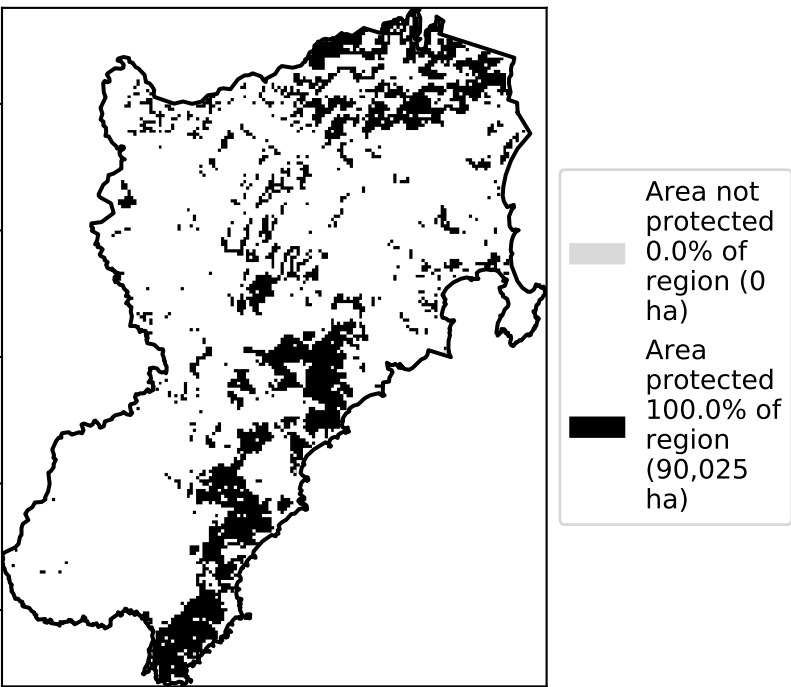 Area not
protected
0.0% of
region (0
ha)
Area
protected
100.0% of
region
(90,025
ha)